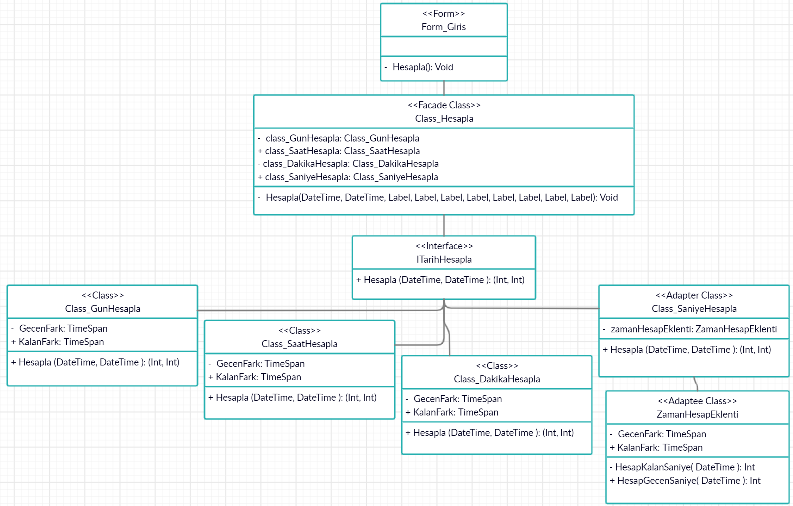 <<Form>>
Form_Giris
- Hesapla(): Void
<<Facade Class>>
Class_Hesapla
- class_GunHesapla: Class_GunHesapla
+ class_SaatHesapla: Class_SaatHesapla
- class_DakikaHesapla: Class_DakikaHesapla
+ class_SaniyeHesapla: Class_SaniyeHesapla
- Hesapla(DateTime, DateTime, Label, Label, Label, Label, Label, Label, Label, Label): Void
<<Interface>>
ITarihHesapla
+ Hesapla (DateTime, DateTime ): (Int, Int)
<<Class>>
Class_GunHesapla
- GecenFark: TimeSpan
+ KalanFark: TimeSpan
+ Hesapla (DateTime, DateTime ): (Int, Int)
<<Class>>
Class_SaatHesapla
- GecenFark: TimeSpan
+ KalanFark: TimeSpan
+ Hesapla (DateTime, DateTime ): (Int, Int)
<<Class>>
Class_DakikaHesapla
- GecenFark: TimeSpan
+ KalanFark: TimeSpan
+ Hesapla (DateTime, DateTime ): (Int, Int)
<<Adapter Class>>
Class_SaniyeHesapla
- zamanHesapEklenti: ZamanHesapEklenti
+ Hesapla (DateTime, DateTime ): (Int, Int)
<<Adaptee Class>>
ZamanHesapEklenti
- GecenFark: TimeSpan
+ KalanFark: TimeSpan
- HesapKalanSaniye( DateTime ): Int
+ HesapGecenSaniye( DateTime ): Int